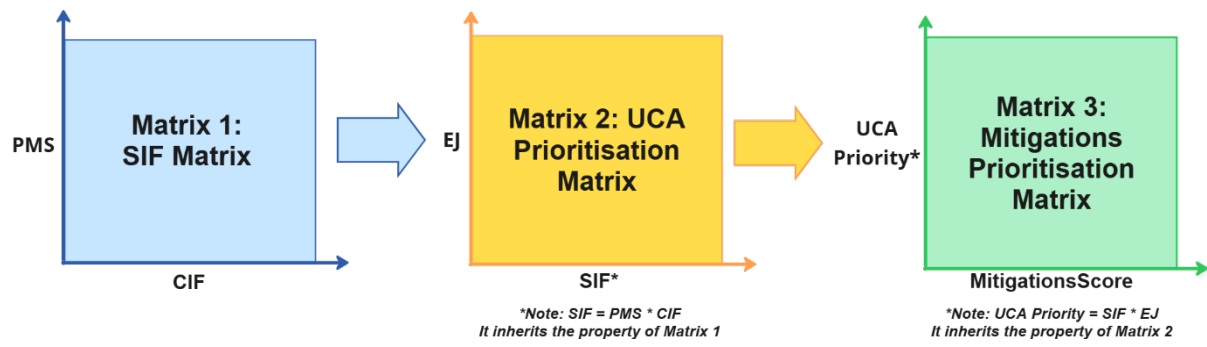 PMS
Matrix 1:
SIF Matrix
CIF
EJ
Matrix 2: UCA
Prioritisation
Matrix
SIF*
*Note: SIF = PMS * CIF
It inherits the property of Matrix 1
UCA
Priority*
Matrix 3:
Mitigations
Prioritisation
Matrix
MitigationsScore
*Note: UCA Priority = SIF * EJ
It inherits the property of Matrix 2